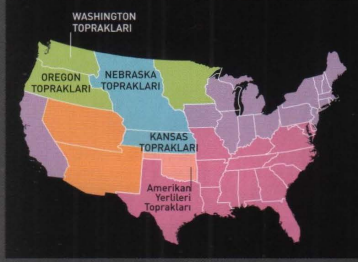 WASHINGTON
TOPRAKLARI
OREGON
TOPRAKLARI
NEBRASKA
TOPRAKLARI
KANSAS
TOPRAKLARI
Amerikan
Yerlileri
Toprakları